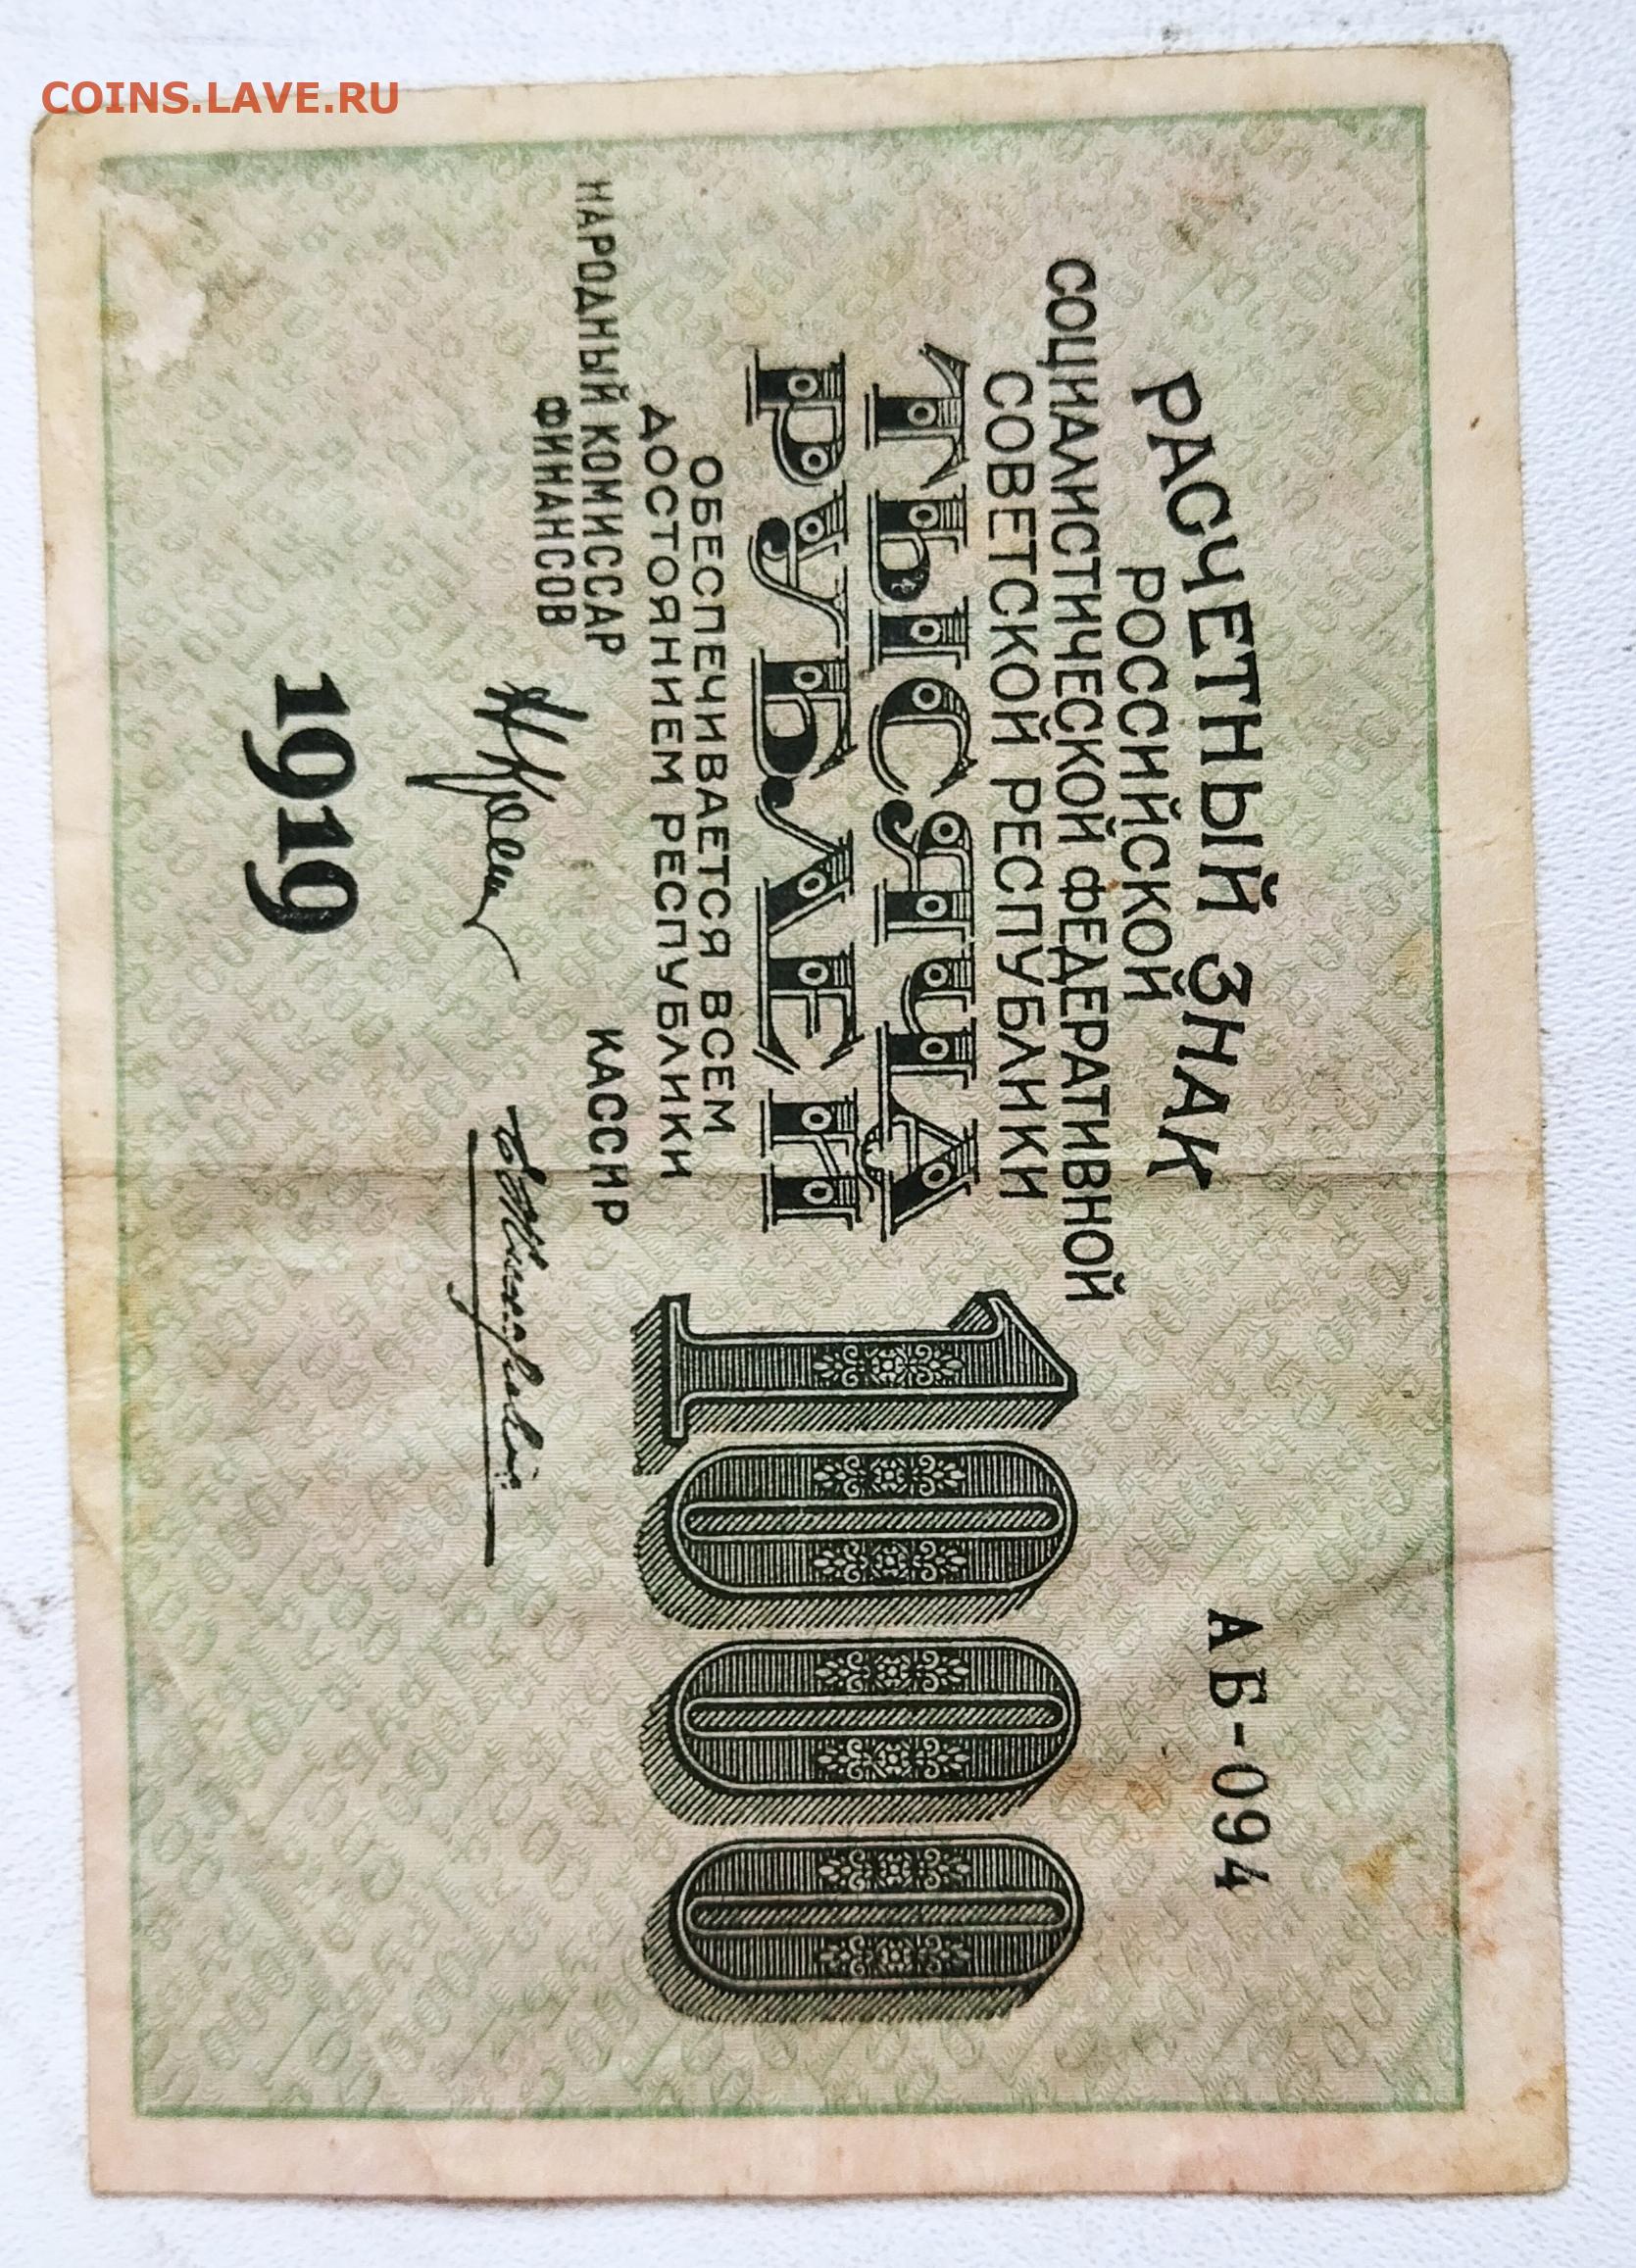 COINS.LAVE.RU
РАСЧЕТНЫЙ ЗНАК
РОССИЙСКОЙ
СОЦИАЛИСТИЧЕСКОЙ ФЕДЕРАТИВНОЙ
СОВЕТСКОЙ РЕСПУБЛИКИ
АБ-094
ТЫСЯЦА
РУБЛЕЙ
1000
ОБЕСПЕЧИВАЕТСЯ ВСЕМ
ДОСТОЯНИЕМ РЕСПУБЛИКИ
НАРОДНЫЙ КОМИССАР
ФИНАНСОВ
КАССИР
1919